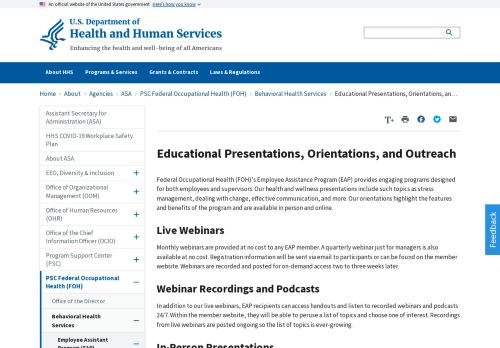 An official website of the United States government Here's how you know
U.S. Department of
Health and Human Services
Enhancing the health and well-being of all Americans
About HHS Programs & Services Grants & Contracts Laws & Regulations
Home › About › Agencies › ASA › PSC Federal Occupational Health (FOH) › Behavioral Health Services › Educational Presentations, Orientations, an...
Assistant Secretary for
Administration (ASA)
HHS COVID-19 Workplace Safety
Plan
About ASA
EEO, Diversity & Inclusion
Office of Organizational
Management (OOM)
Office of Human Resources
(OHR)
Office of the Chief
Information Officer (OCIO)
Program Support Center
(PSC)
PSC Federal Occupational
Health (FOH)
Office of the Director
Behavioral Health
Services
Employee Assistance
Program (EAP)
T+
Educational Presentations, Orientations, and Outreach
Federal Occupational Health (FOH)'s Employee Assistance Program (EAP) provides engaging programs designed
for both employees and supervisors. Our health and wellness presentations include such topics as stress
management, dealing with change, effective communication, and more. Our orientations highlight the features
and benefits of the program and are available in person and online.
Live Webinars
Monthly webinars are provided at no cost to any EAP member. A quarterly webinar just for managers is also
available at no cost. Registration information will be sent via email to participants or can be found on the member
website. Webinars are recorded and posted for on-demand access two to three weeks later.
Webinar Recordings and Podcasts
In addition to our live webinars, EAP recipients can access handouts and listen to recorded webinars and podcasts
24/7. Within the member website, they will be able to peruse a list of topics and choose one of interest. Recordings
from live webinars are posted ongoing so the list of topics is ever-growing.
In-Person Presentations
Feedback